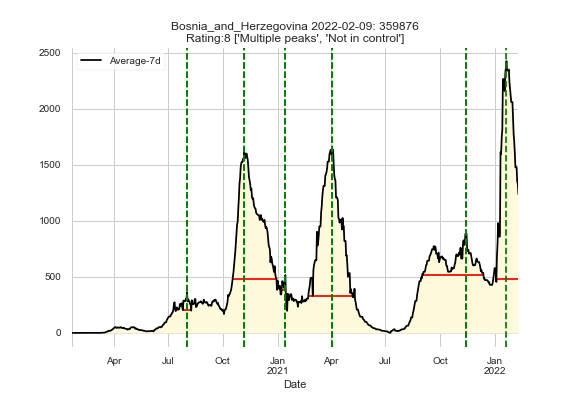 Bosnia_and_Herzegovina 2022-02-09: 359876
Rating:8 ['Multiple peaks', 'Not in control']
Average-7d
2500
2000
1500
1000
500
0
Apr
Jul
Oct
Jan
2021
Apr
Jul
Oct
Jan
2022
Date